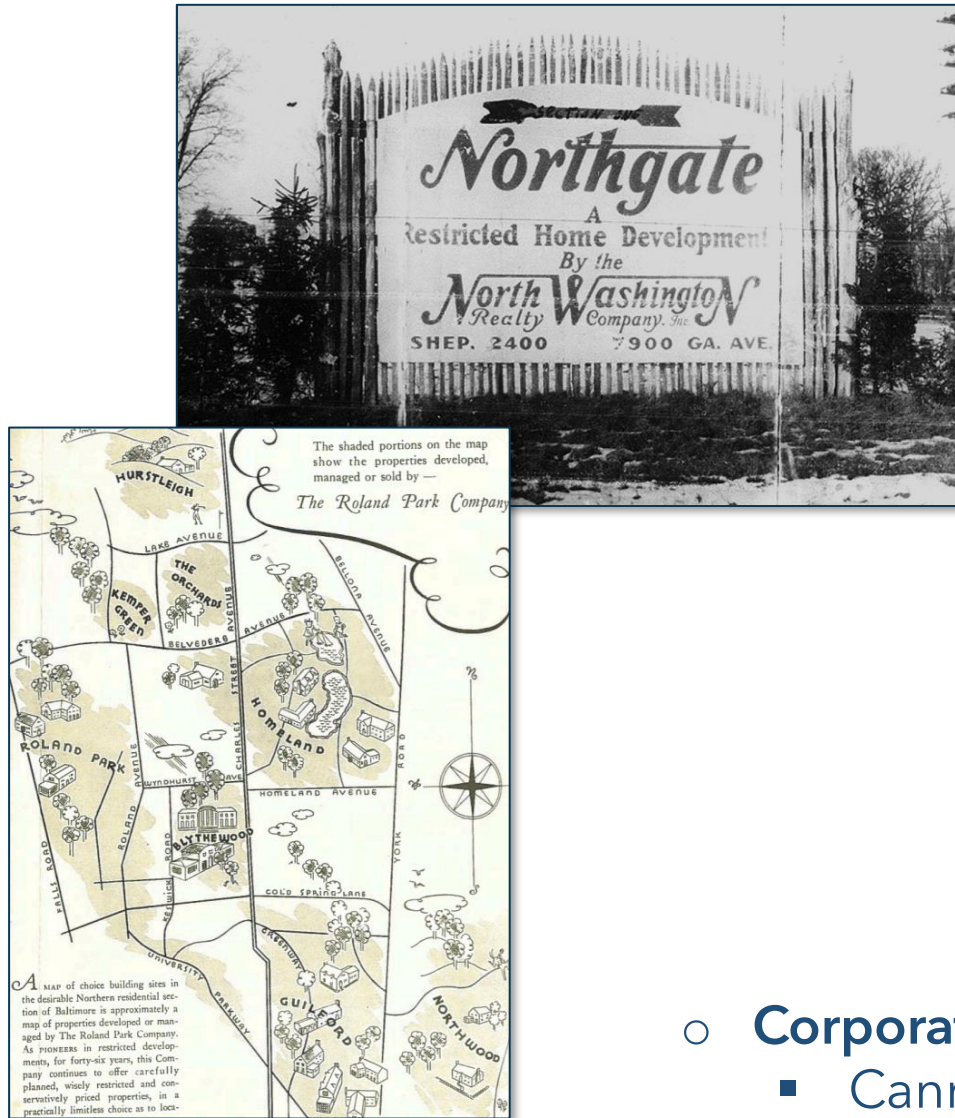 SECTION ONE
Northgate
A
Restricted Home Development
By the
North Washington
Realty Company. Inc.
SHEP. 2400 7900 GA. AVE.
The shaded portions on the map
show the properties developed,
managed or sold by —
The Roland Park Company
HURSTLEIGH
LAKE AVENUE
THE
ORCHARDS
KEMPER
GREEN
BELLONA
AVENUE
BELVEDERE AVENUE
AVENUE
STREET
CHARLES
HOMELAND
ROLAND PARK
AVENUE
WYNDHURST AVE
HOMELAND AVENUE
ROAD
YORK
BLYTHEWOOD
FALLS ROAD
ROLAND
ROAD
KESWICK
COLD SPRING LANE
GREENWAY
UNIVERSITY
PARKWAY
GUILFORD
NORTHWOOD
N
A MAP of choice building sites in
the desirable Northern residential sec-
tion of Baltimore is approximately a
map of properties developed or man-
aged by The Roland Park Company.
As PIONEERS in restricted develop-
ments, for forty-six years, this Com-
pany continues to offer carefully
planned, wisely restricted and con-
servatively priced properties, in a
practically limitless choice as to loca-
○ Corporat
▪ Cann